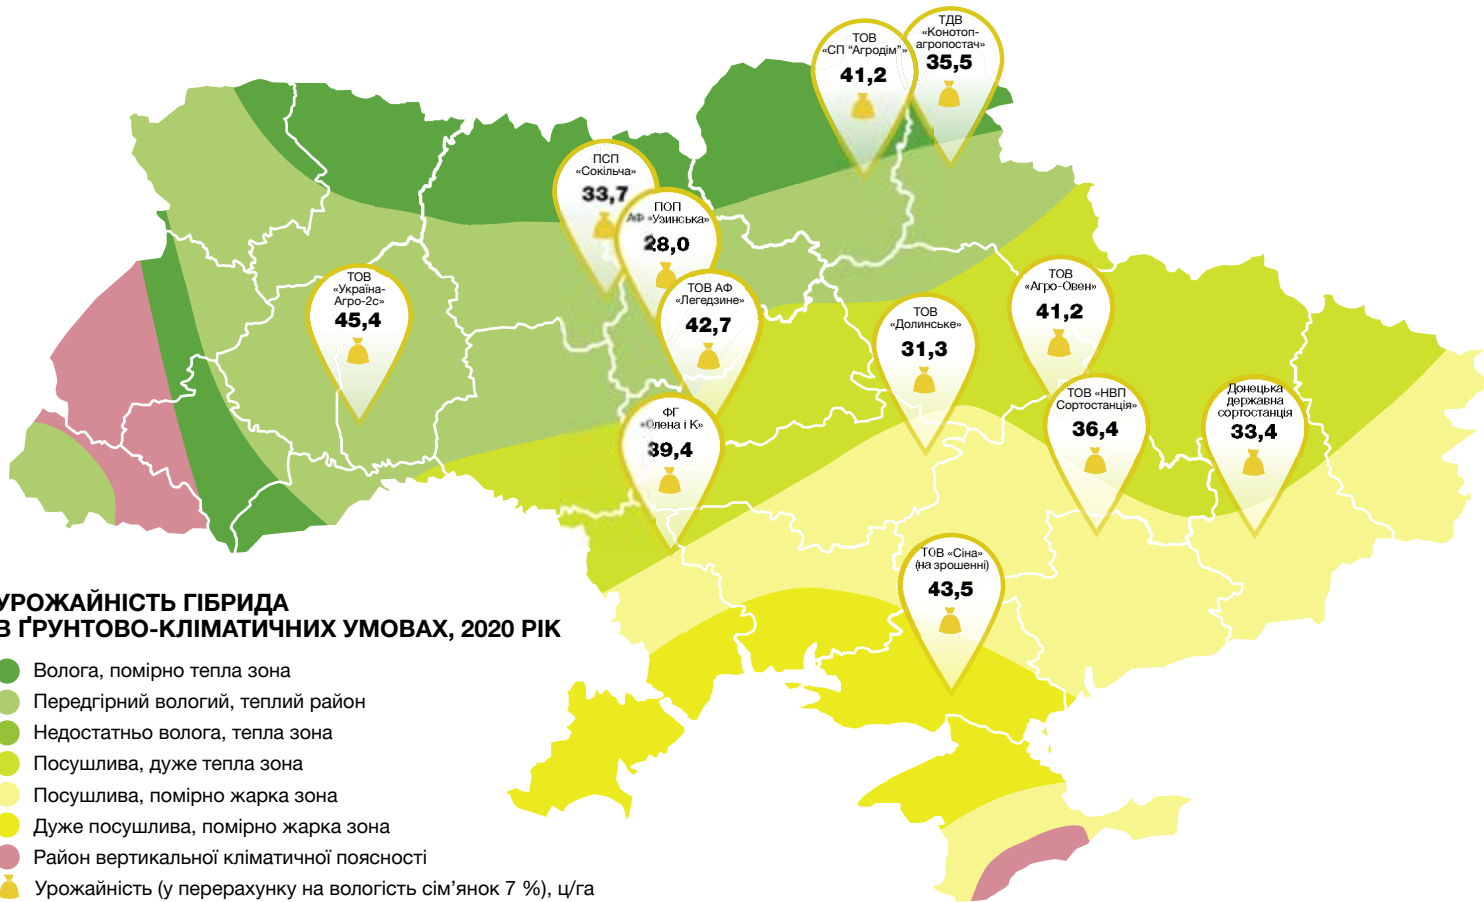 ТОВ
«СП “Агродім”»
41,2
ТДВ
«Конотоп-
агропостач»
35,5
ПСП
«Сокільча»
33,7
ПОП
АФ «Узинська»
28,0
ТОВ
«Україна-
Агро-2с»
45,4
ТОВ АФ
«Легедзине»
42,7
ТОВ
«Долинське»
31,3
ТОВ
«Агро-Овен»
41,2
ФГ
«Олена і К»
39,4
ТОВ «НВП
Сортостанція»
36,4
Донецька
державна
сортостанція
33,4
ТОВ «Сіна»
(на зрошенні)
43,5
УРОЖАЙНІСТЬ ГІБРИДА
В ҐРУНТОВО-КЛІМАТИЧНИХ УМОВАХ, 2020 РІК
Волога, помірно тепла зона
Передгірний вологий, теплий район
Недостатньо волога, тепла зона
Посушлива, дуже тепла зона
Посушлива, помірно жарка зона
Дуже посушлива, помірно жарка зона
Район вертикальної кліматичної поясності
Урожайність (у перерахунку на вологість сім’янок 7 %), ц/га